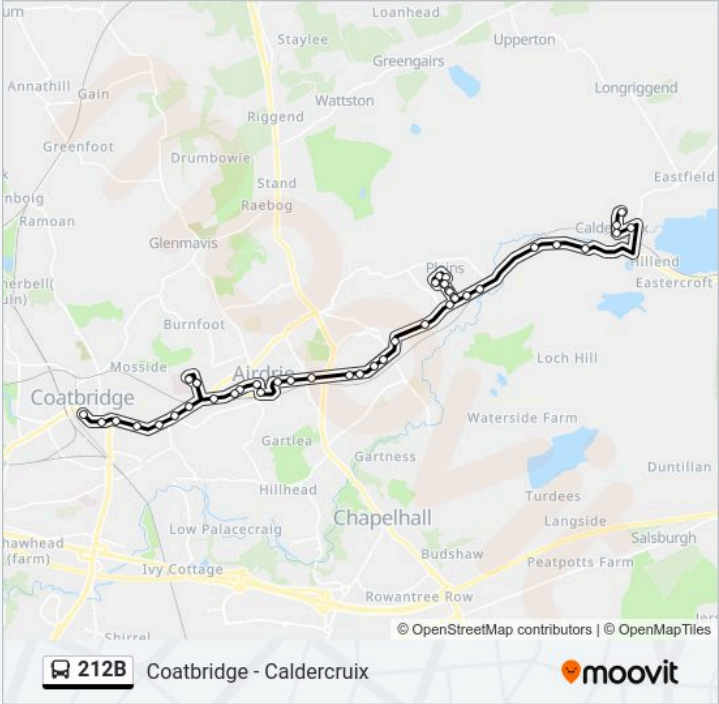 um
Loanhead
Staylee
Upperton
Greengairs
Annathill
Gain
Longriggend
Wattston
Riggend
Greenfoot
Drumbowie
Stand
Eastfield
Raebog
nboig
Ramoan
Glenmavis
Plains
Hillend
herbell(
uin)
Eastercroft
Burnfoot
Mosside
Airdrie
Loch Hill
Coatbridge
Waterside Farm
Gartlea
Gartness
Duntillan
Hillhead
Turdees
Chapelhall
Langside
Low Palacecraig
Salsburgh
hawhead
(farm)
Budshaw
Peatpotts Farm
Ivy Cottage
Rowantree Row
© OpenStreetMap contributors | © OpenMapTiles
212B Coatbridge - Caldercruix
moovit